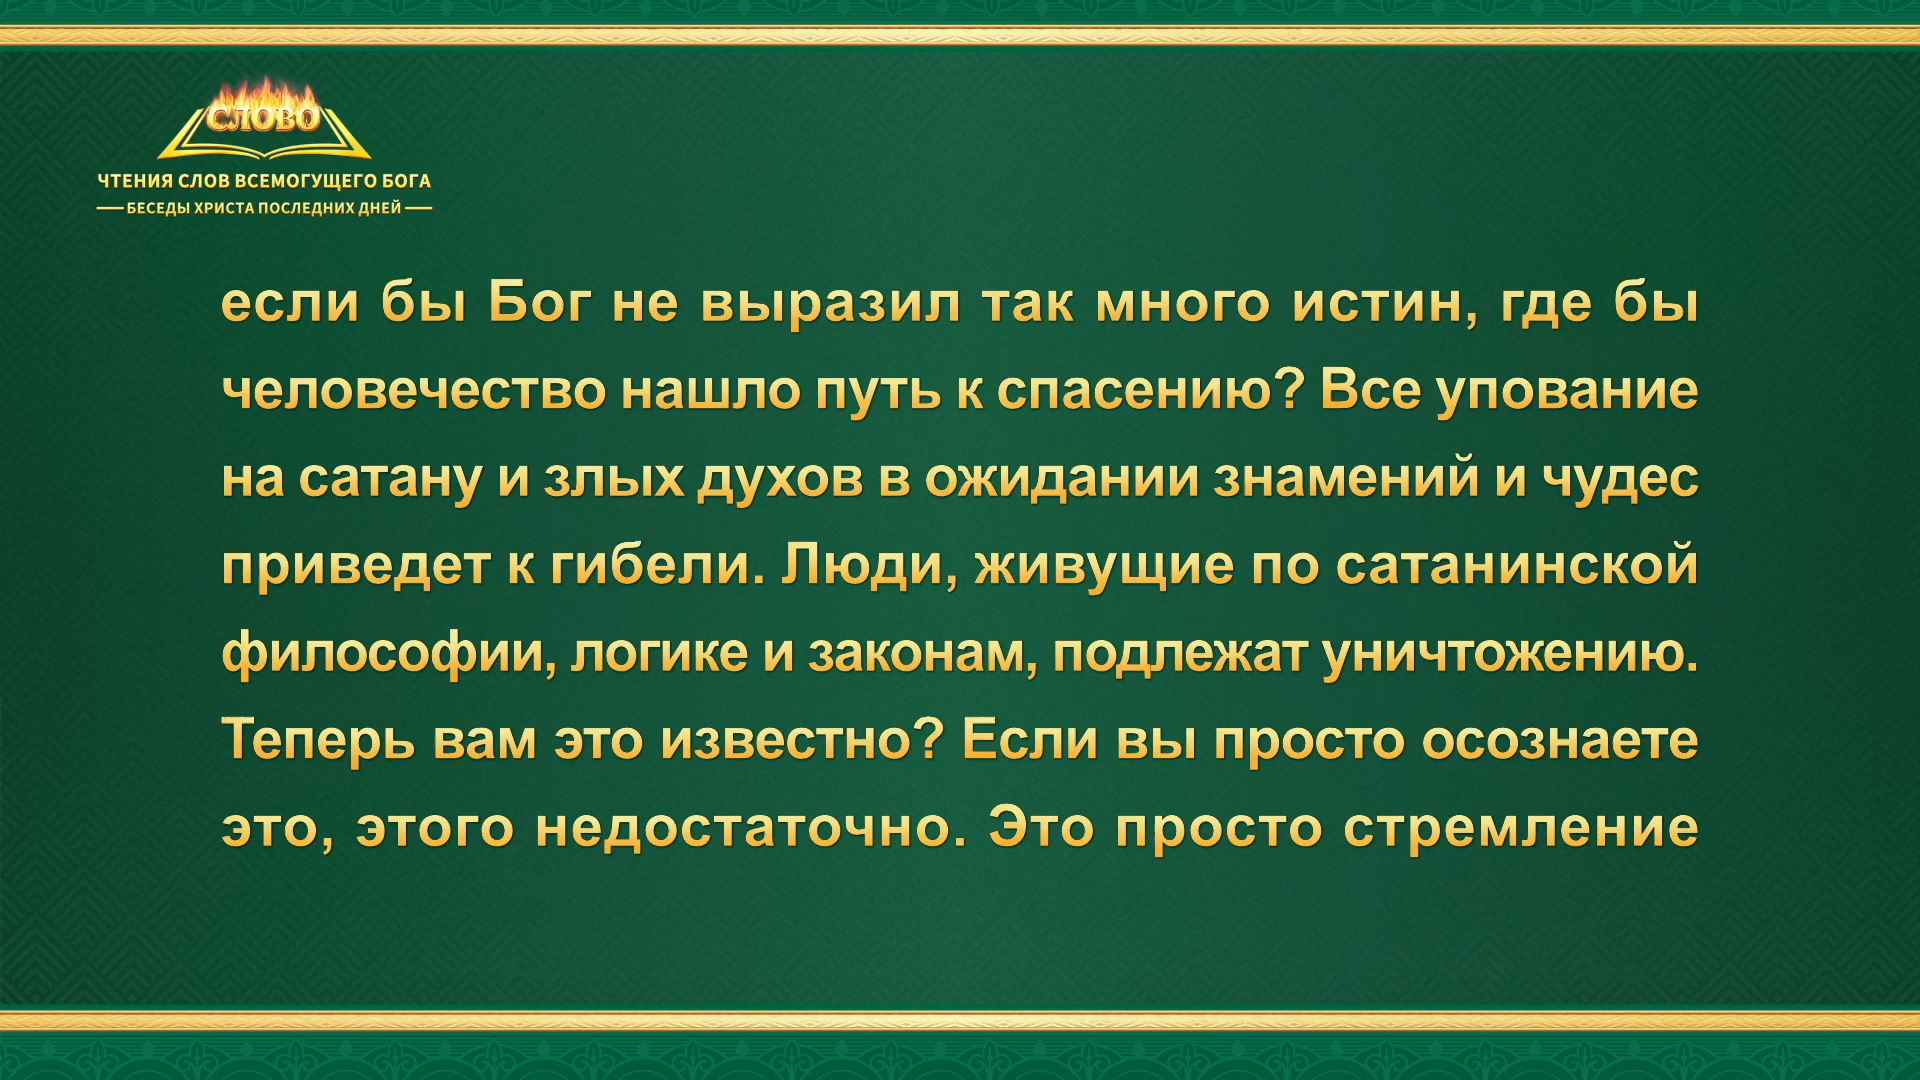 СЛОВО
ЧТЕНИЯ СЛОВ ВСЕМОГУЩЕГО БОГА
БЕСЕДЫ ХРИСТА ПОСЛЕДНИХ ДНЕЙ
если бы Бог не выразил так много истин, где бы
человечество нашло путь к спасению? Все упование
на сатану и злых духов в ожидании знамений и чудес
приведет к гибели. Люди, живущие по сатанинской
философии, логике и законам, подлежат уничтожению.
Теперь вам это известно? Если вы просто осознаете
это, этого недостаточно. Это просто стремление